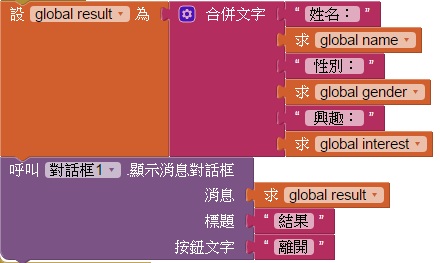 設 global result 為 合併文字 “ 姓名： ”
求 global name
“ 性別： ”
求 global gender
“ 興趣： ”
求 global interest
呼叫 對話框1 .顯示消息對話框
消息 求 global result
標題 “ 結果 ”
按鈕文字 “ 離開 ”